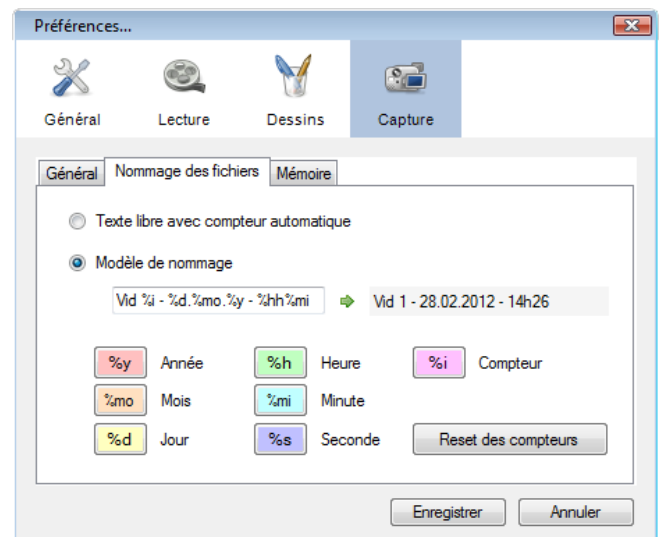 Préférences...
Général Lecture Dessins Capture
Général Nommage des fichiers Mémoire
Texte libre avec compteur automatique
Modèle de nommage
Vid %i - %d.%mo.%y - %hh%mi Vid 1 - 28.02.2012 - 14h26
%y Année %h Heure %i Compteur
%mo Mois %mi Minute
%d Jour %s Seconde Reset des compteurs
Enregistrer Annuler